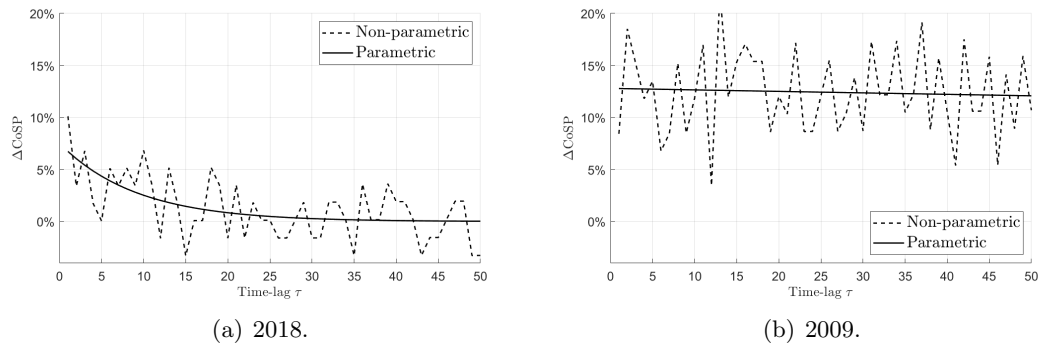 20%
15%
10%
5%
0%
ΔCoSP
0 5 10 15 20 25 30 35 40 45 50
Time-lag τ
Non-parametric
Parametric
(a) 2018.
20%
15%
10%
5%
0%
ΔCoSP
0 5 10 15 20 25 30 35 40 45 50
Time-lag τ
Non-parametric
Parametric
(b) 2009.